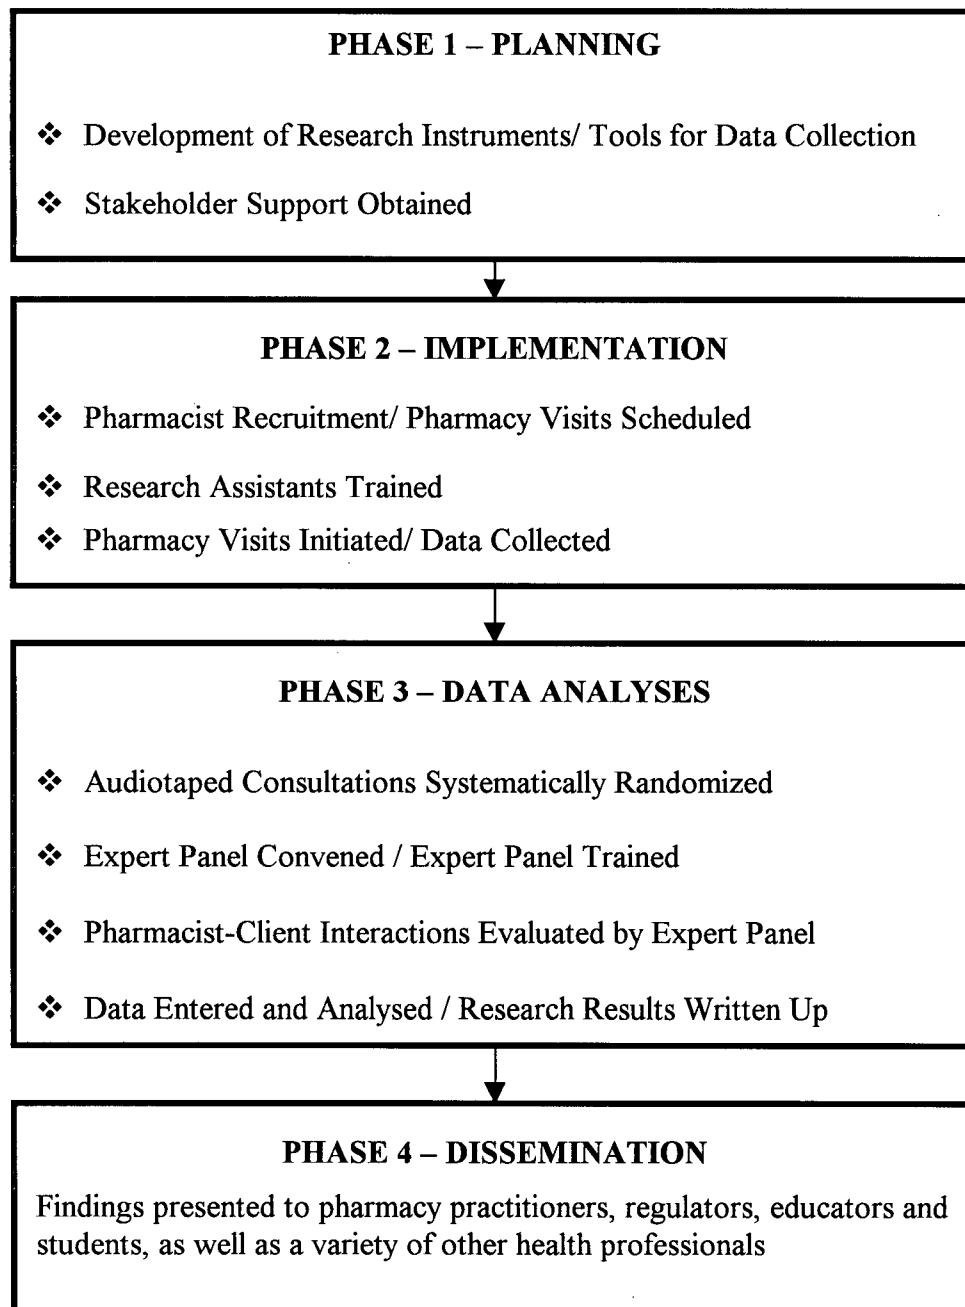 PHASE 1 – PLANNING
❖ Development of Research Instruments/ Tools for Data Collection
❖ Stakeholder Support Obtained
PHASE 2 – IMPLEMENTATION
❖ Pharmacist Recruitment/ Pharmacy Visits Scheduled
❖ Research Assistants Trained
❖ Pharmacy Visits Initiated/ Data Collected
PHASE 3 – DATA ANALYSES
❖ Audiotaped Consultations Systematically Randomized
❖ Expert Panel Convened / Expert Panel Trained
❖ Pharmacist-Client Interactions Evaluated by Expert Panel
❖ Data Entered and Analysed / Research Results Written Up
PHASE 4 – DISSEMINATION
Findings presented to pharmacy practitioners, regulators, educators and
students, as well as a variety of other health professionals